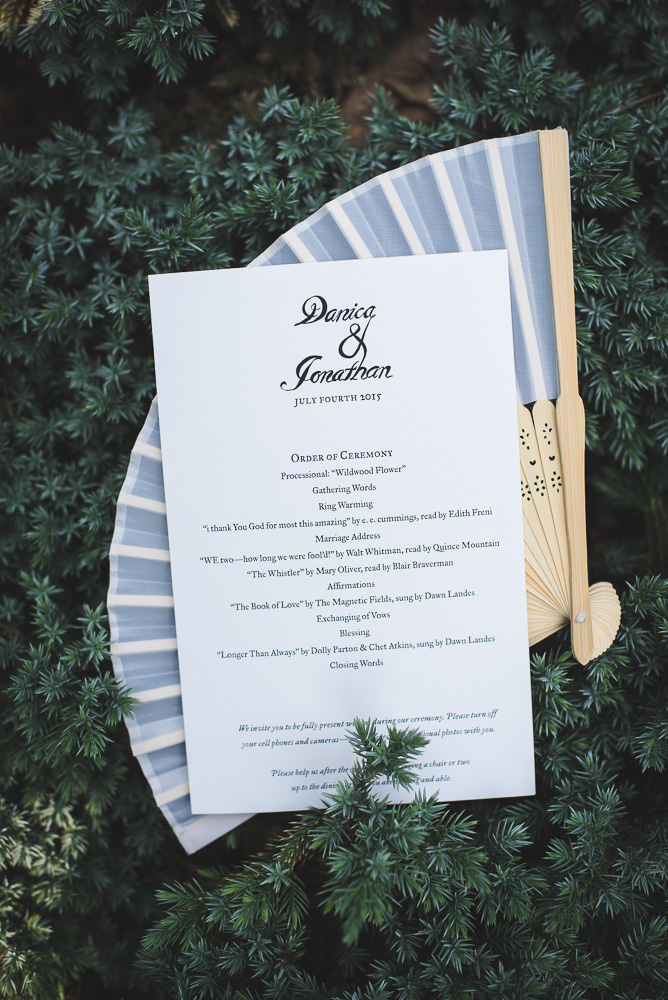 Danica
&
Jonathan
JULY FOURTH 2015
ORDER OF CEREMONY
Processional: “Wildwood Flower”
Gathering Words
Ring Warming
“i thank You God for most this amazing” by e. e. cummings, read by Edith Freni
Marriage Address
“WE two—how long we were fool'd!” by Walt Whitman, read by Quince Mountain
“The Whistler” by Mary Oliver, read by Blair Braverman
Affirmations
“The Book of Love” by The Magnetic Fields, sung by Dawn Landes
Exchanging of Vows
Blessing
“Longer Than Always” by Dolly Parton & Chet Atkins, sung by Dawn Landes
Closing Words
We invite you to be fully present during our ceremony. Please turn off
your cell phones and cameras— photos with you.
Please help us after the a chair or two
up to the and able.